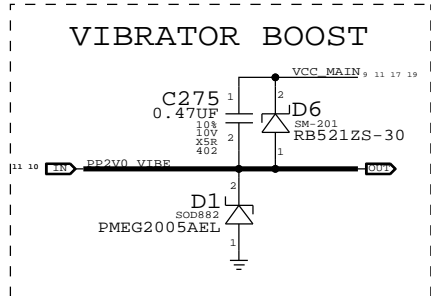 VIBRATOR BOOST
VCC_MAIN 9 11 17 19
C275
0.47UF
10%
10V
X5R
402
1
2
2
D6
SM-201
RB521ZS-30
1
11 10 IN PP2V0_VIBE OUT
2
D1
SOD882
PMEG2005AEL
1